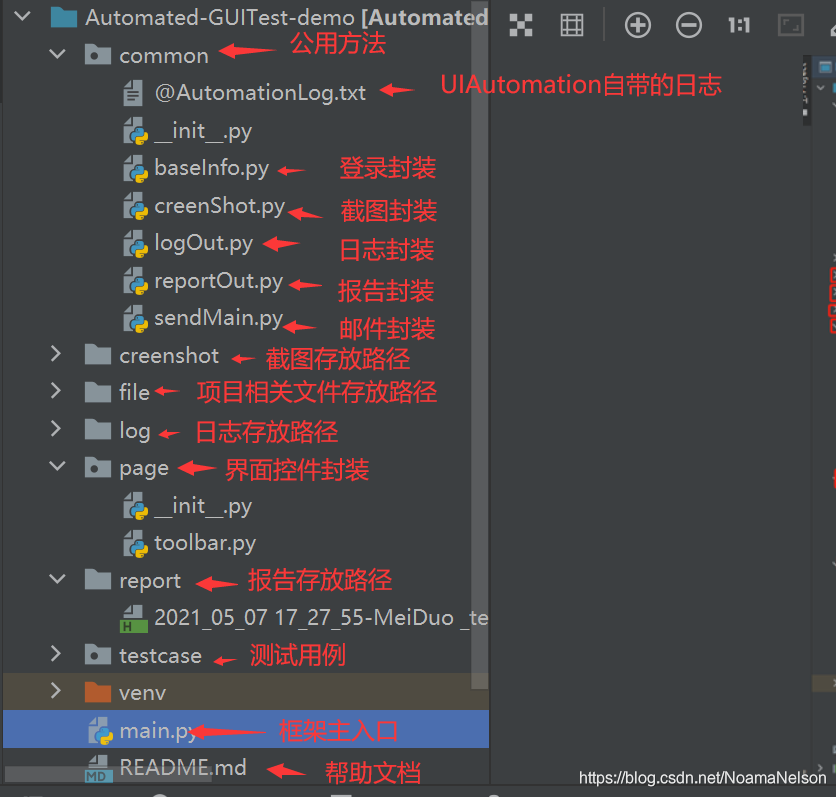 Automated-GUITest-demo [Automated
1:1
common 公用方法
@AutomationLog.txt UIAutomation自带的日志
__init__.py
baseInfo.py 登录封装
creenShot.py 截图封装
logOut.py 日志封装
reportOut.py 报告封装
sendMain.py 邮件封装
creenshot 截图存放路径
file 项目相关文件存放路径
log 日志存放路径
page 界面控件封装
__init__.py
toolbar.py
report 报告存放路径
H 2021_05_07 17_27_55-MeiDuo _te
testcase 测试用例
venv
main.py 框架主入口
MD README.md 帮助文档
https://blog.csdn.net/NoamaNelson